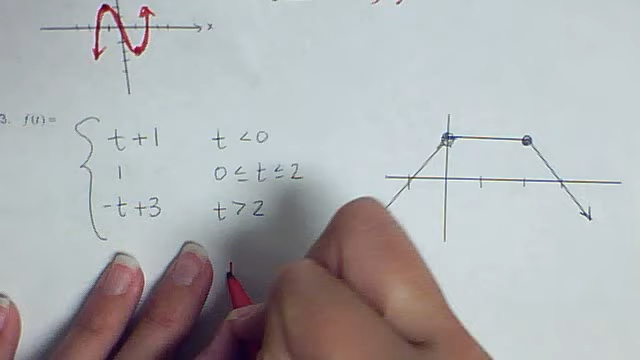 x
3. f(t) =
t + 1 t < 0
1 0 ≤ t ≤ 2
-t + 3 t > 2